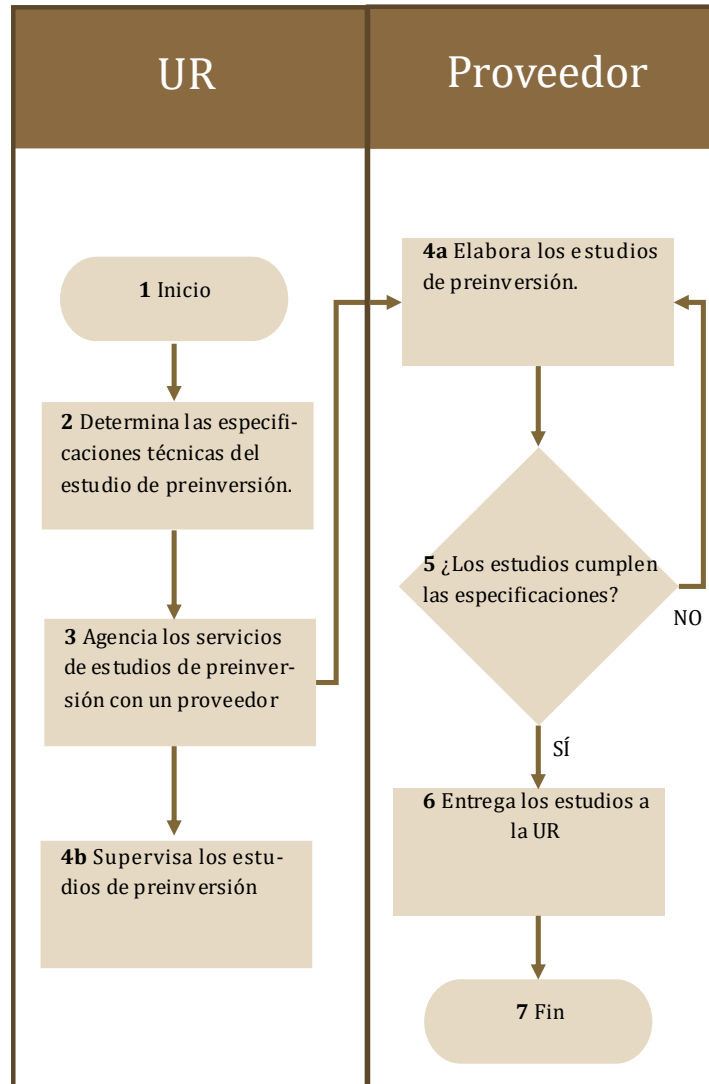 UR
Proveedor
1 Inicio
2 Determina las especifi-
caciones técnicas del
estudio de preinversión.
3 Agencia los servicios
de estudios de preinver-
sión con un proveedor
4b Supervisa los estu-
dios de preinversión
4a Elabora los estudios
de preinversión.
5 ¿Los estudios cumplen
las especificaciones?
NO
SÍ
6 Entrega los estudios a
la UR
7 Fin